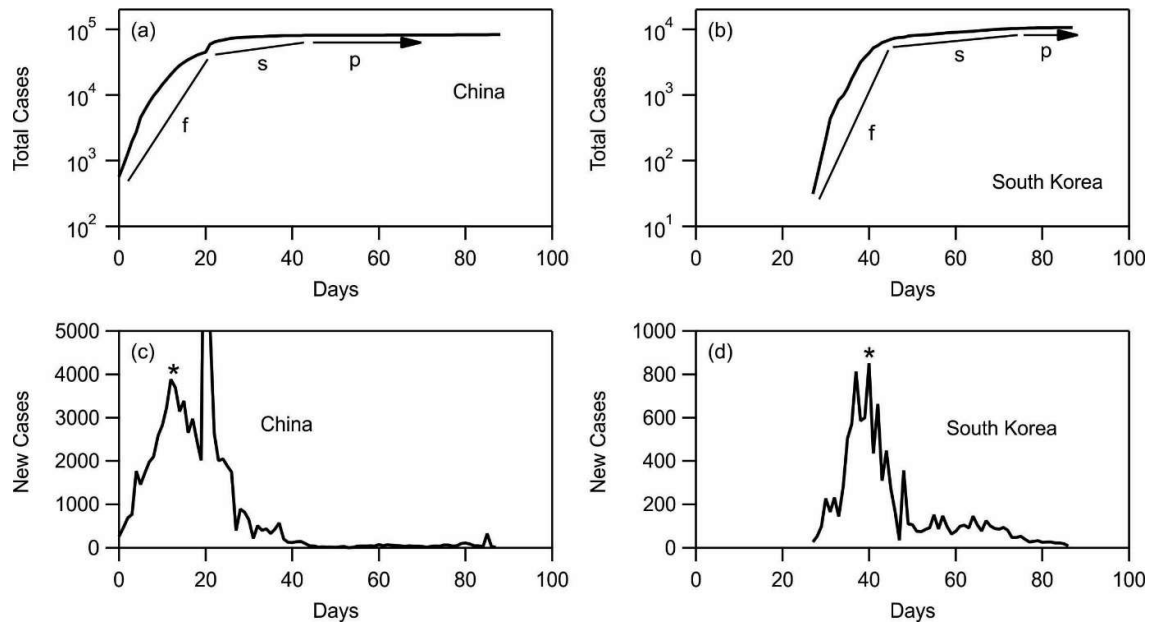 (a)
10^5
10^4
10^3
10^2
Total Cases
f
s
p
China
0 20 40 60 80 100
Days
(b)
10^4
10^3
10^2
10^1
Total Cases
f
s
p
South Korea
0 20 40 60 80 100
Days
(c)
5000
4000
3000
2000
1000
0
New Cases
*
China
0 20 40 60 80 100
Days
(d)
1000
800
600
400
200
0
New Cases
*
South Korea
0 20 40 60 80 100
Days